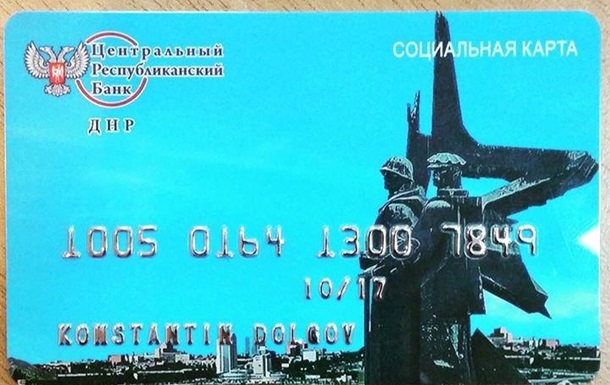 Центральный
Республиканский
Банк
ДНР
СОЦИАЛЬНАЯ КАРТА
1005 0164 1300 7849
10/17
KONSTANTIN DOLGOV